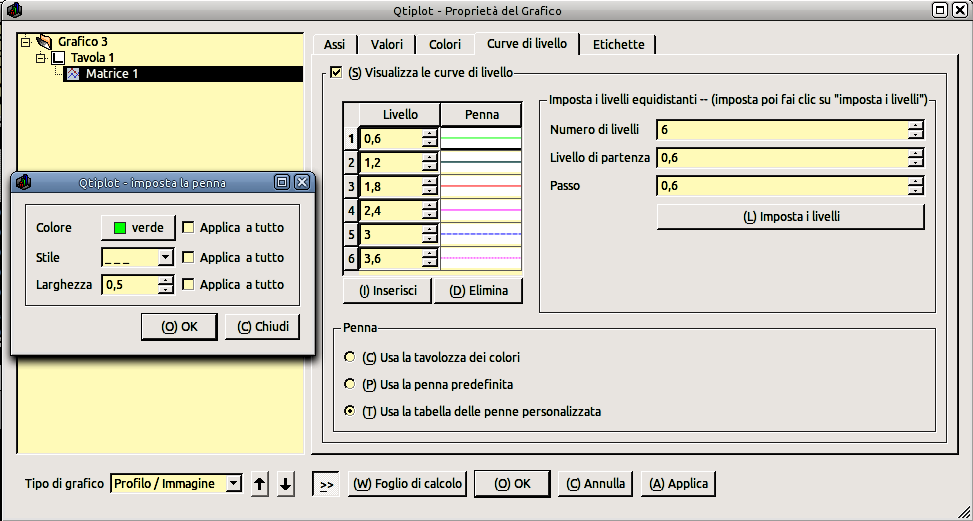 Qtiplot - Proprietà del Grafico
Grafico 3
Tavola 1
Matrice 1
Assi Valori Colori Curve di livello Etichette
(S) Visualizza le curve di livello
Livello Penna
1 0,6
2 1,2
3 1,8
4 2,4
5 3
6 3,6
(I) Inserisci (D) Elimina
Imposta i livelli equidistanti -- (imposta poi fai clic su "imposta i livelli")
Numero di livelli 6
Livello di partenza 0,6
Passo 0,6
(L) Imposta i livelli
Penna
(C) Usa la tavolozza dei colori
(P) Usa la penna predefinita
(T) Usa la tabella delle penne personalizzata
Qtiplot - imposta la penna
Colore verde Applica a tutto
Stile _ _ _ Applica a tutto
Larghezza 0,5 Applica a tutto
(O) OK (C) Chiudi
Tipo di grafico Profilo / Immagine >> (W) Foglio di calcolo (O) OK (C) Annulla (A) Applica